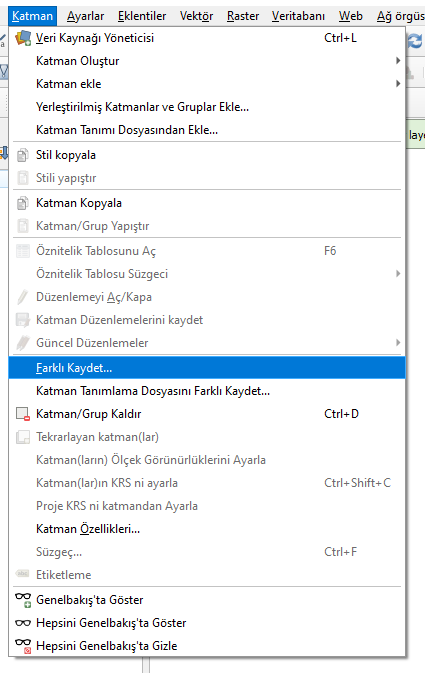 Katman Ayarlar Eklentiler Vektör Raster Veritabanı Web Ağ örgüs
Veri Kaynağı Yöneticisi Ctrl+L
Katman Oluştur
Katman ekle
Yerleştirilmiş Katmanlar ve Gruplar Ekle...
Katman Tanımı Dosyasından Ekle...
laye
Stil kopyala
Stili yapıştır
Katman Kopyala
Katman/Grup Yapıştır
Öznitelik Tablosunu Aç F6
Öznitelik Tablosu Süzgeci
Düzenlemeyi Aç/Kapa
Katman Düzenlemelerini kaydet
Güncel Düzenlemeler
Farklı Kaydet...
Katman Tanımlama Dosyasını Farklı Kaydet...
Katman/Grup Kaldır Ctrl+D
Tekrarlayan katman(lar)
Katman(ların) Ölçek Görünürlüklerini Ayarla
Katman(lar)ın KRS ni ayarla Ctrl+Shift+C
Proje KRS ni katmandan Ayarla
Katman Özellikleri...
Süzgeç... Ctrl+F
Etiketleme
Genelbakış'ta Göster
Hepsini Genelbakış'ta Göster
Hepsini Genelbakış'ta Gizle